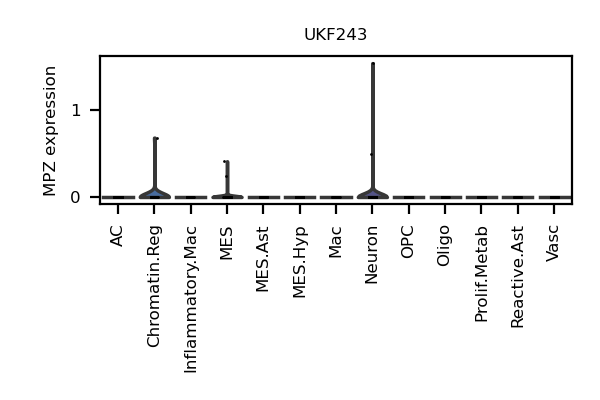 UKF243
MPZ expression
1
0
AC
Chromatin.Reg
Inflammatory.Mac
MES
MES.Ast
MES.Hyp
Mac
Neuron
OPC
Oligo
Prolif.Metab
Reactive.Ast
Vasc